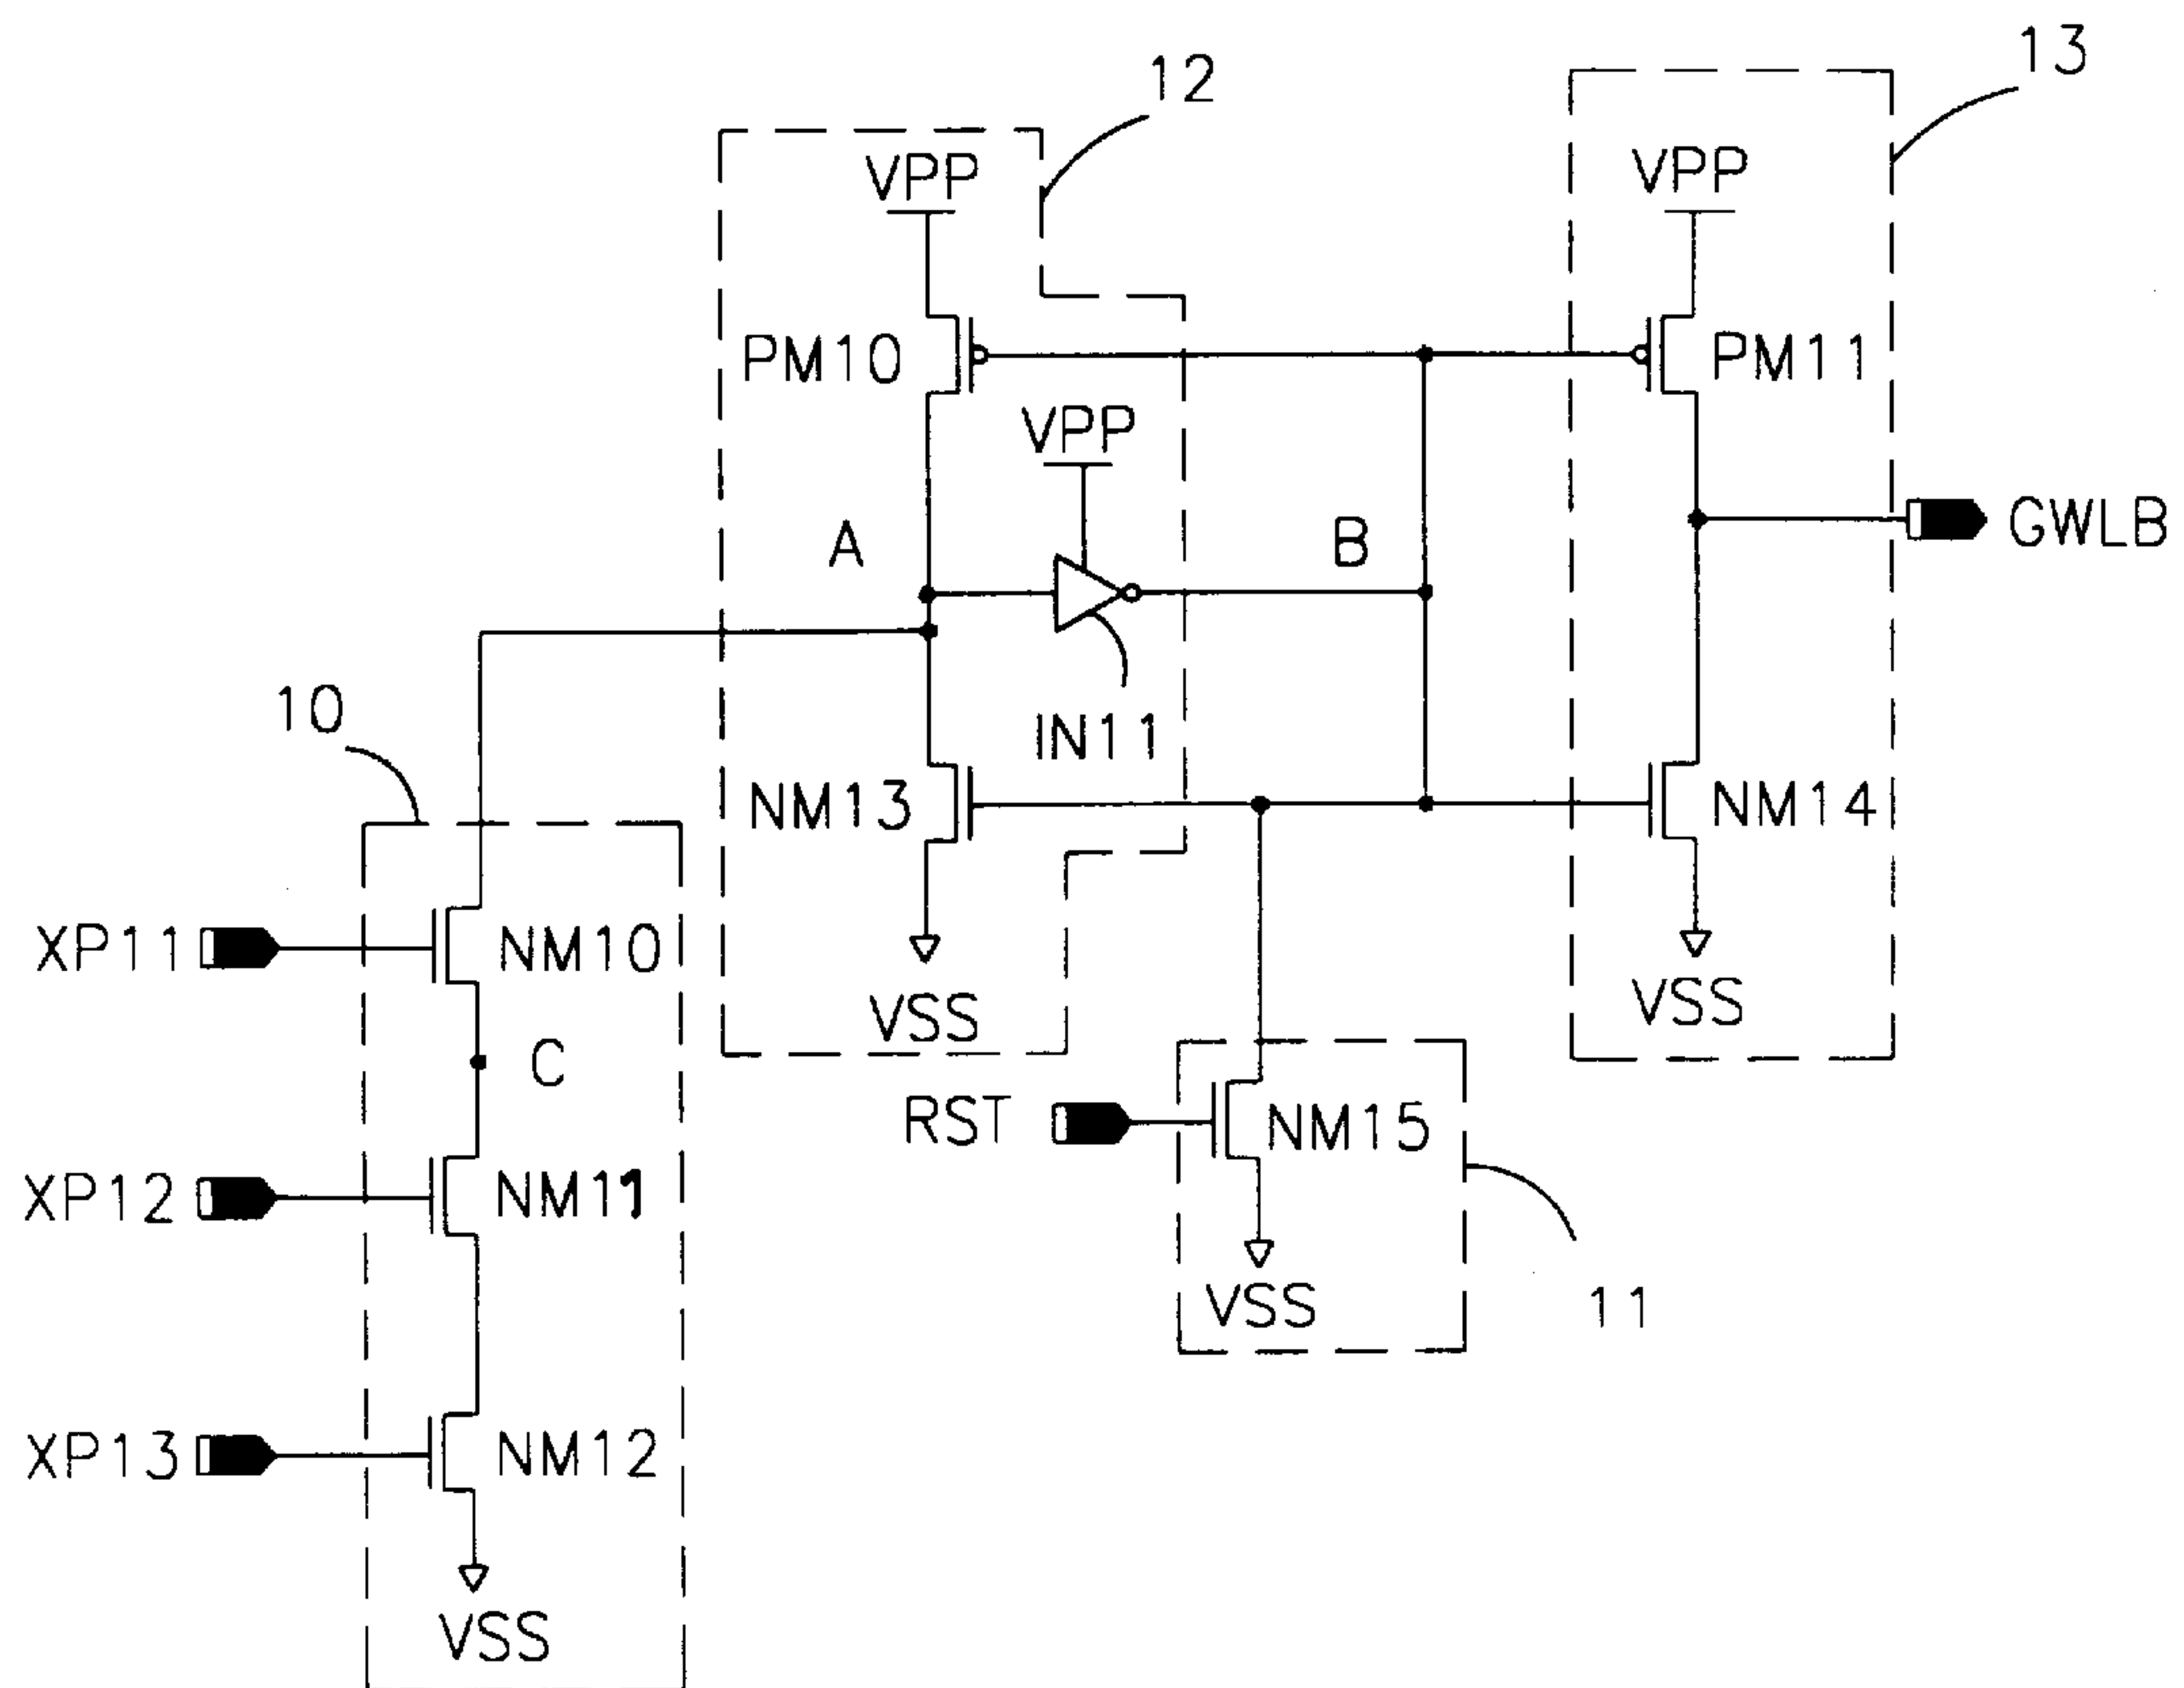 13
12
VPP
VPP
PM10
PM11
VPP
A
B
GWLB
10
IN11
NM13
NM14
XP11
NM10
VSS
VSS
C
RST
NM15
XP12
NM11
VSS
11
XP13
NM12
VSS